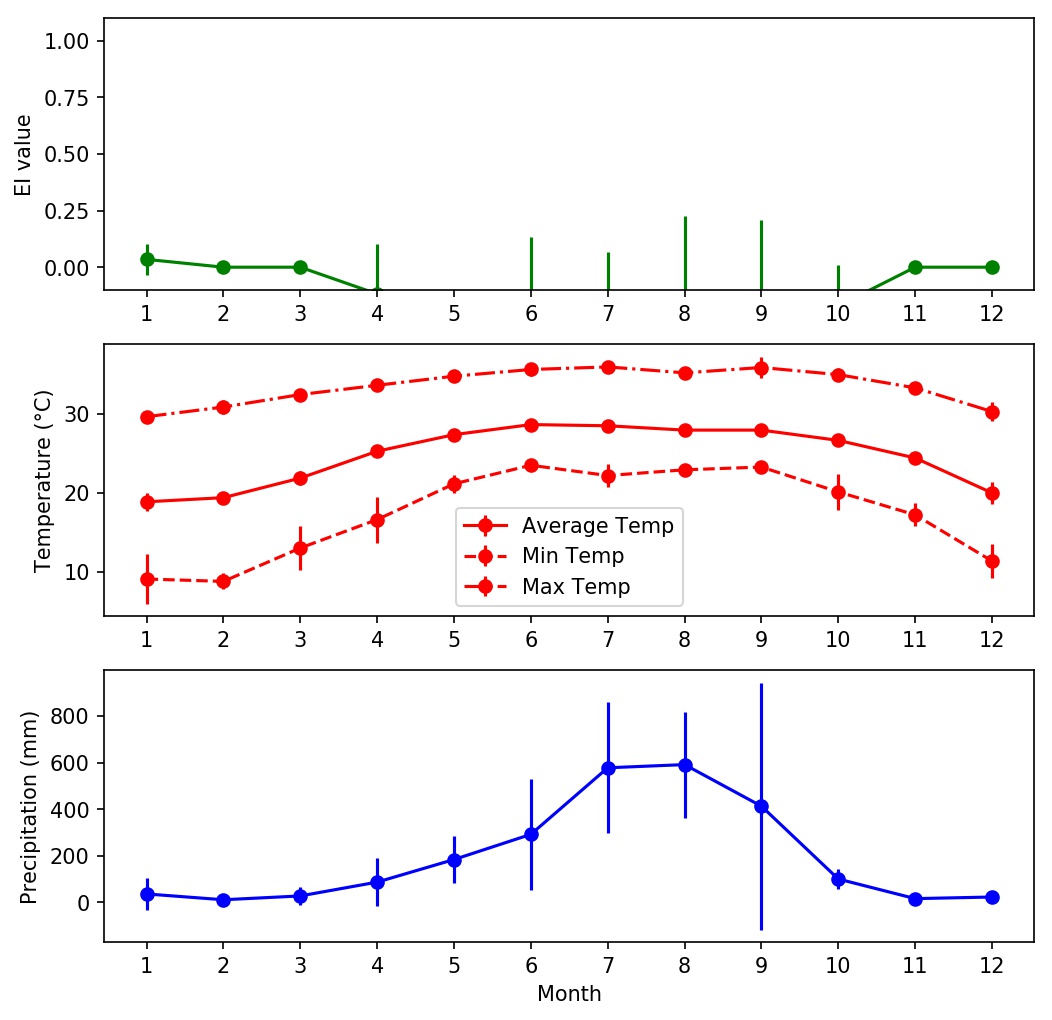 1.00
0.75
0.50
0.25
0.00
EI value
1 2 3 4 5 6 7 8 9 10 11 12
30
20
10
Temperature (°C)
Average Temp
Min Temp
Max Temp
1 2 3 4 5 6 7 8 9 10 11 12
800
600
400
200
0
Precipitation (mm)
1 2 3 4 5 6 7 8 9 10 11 12
Month